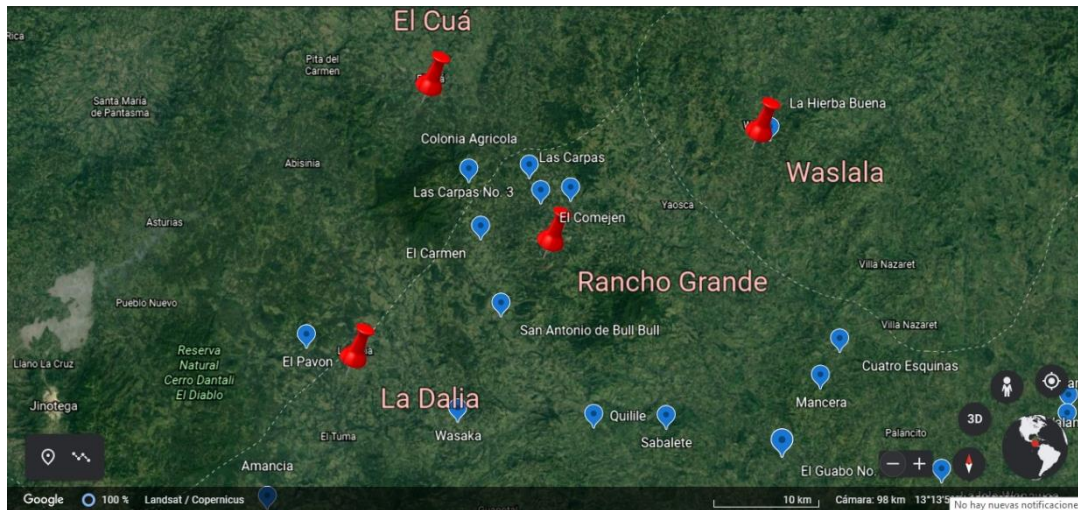 El Cuá
Rica
Pita del
Carmen
Santa María
de Pantasma
La Hierba Buena
Colonia Agricola
Las Carpas
Abisinia
Waslala
Las Carpas No. 3
Yaosca
El Comejen
Asturias
El Carmen
Villa Nazaret
Rancho Grande
Pueblo Nuevo
San Antonio de Bull Bull
Villa Nazaret
Reserva
Natural
Cerro Dantali
El Diablo
El Pavon
Llano La Cruz
Cuatro Esquinas
La Dalia
Jinotega
Mancera
Quilile
3D
Wasaka
Sabalete
El Tuma
Palancito
Amancia
El Guabo No.
Google
100 %
Landsat / Copernicus
10 km
Cámara: 98 km
No hay nuevas notificacione